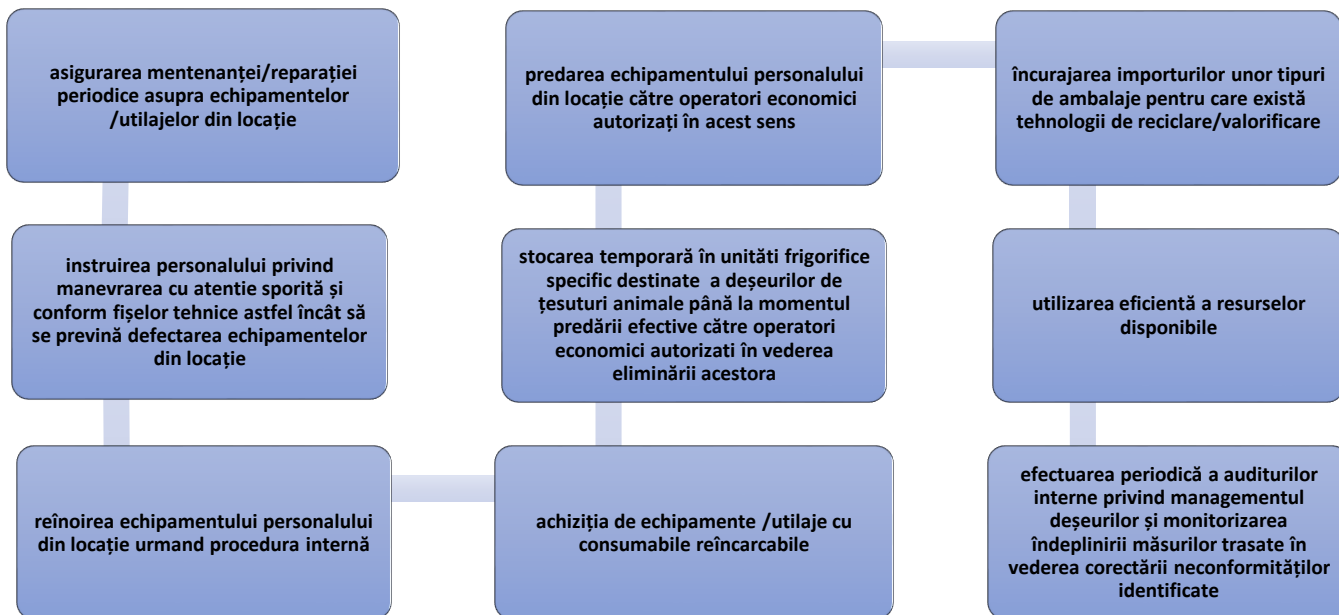 asigurarea mentenanței/reparației
periodice asupra echipamentelor
/utilajelor din locație
instruirea personalului privind
manevrarea cu atentie sporită și
conform fișelor tehnice astfel încât să
se prevină defectarea echipamentelor
din locație
reînoirea echipamentului personalului
din locație urmand procedura internă
achiziția de echipamente /utilaje cu
consumabile reîncarcabile
stocarea temporară în unităti frigorifice
specific destinate a deșeurilor de
țesuturi animale până la momentul
predării efective către operatori
economici autorizati în vederea
eliminării acestora
predarea echipamentului personalului
din locație către operatori economici
autorizați în acest sens
încurajarea importurilor unor tipuri
de ambalaje pentru care există
tehnologii de reciclare/valorificare
utilizarea eficientă a resurselor
disponibile
efectuarea periodică a auditurilor
interne privind managementul
deșeurilor și monitorizarea
îndeplinirii măsurilor trasate în
vederea corectării neconformităților
identificate